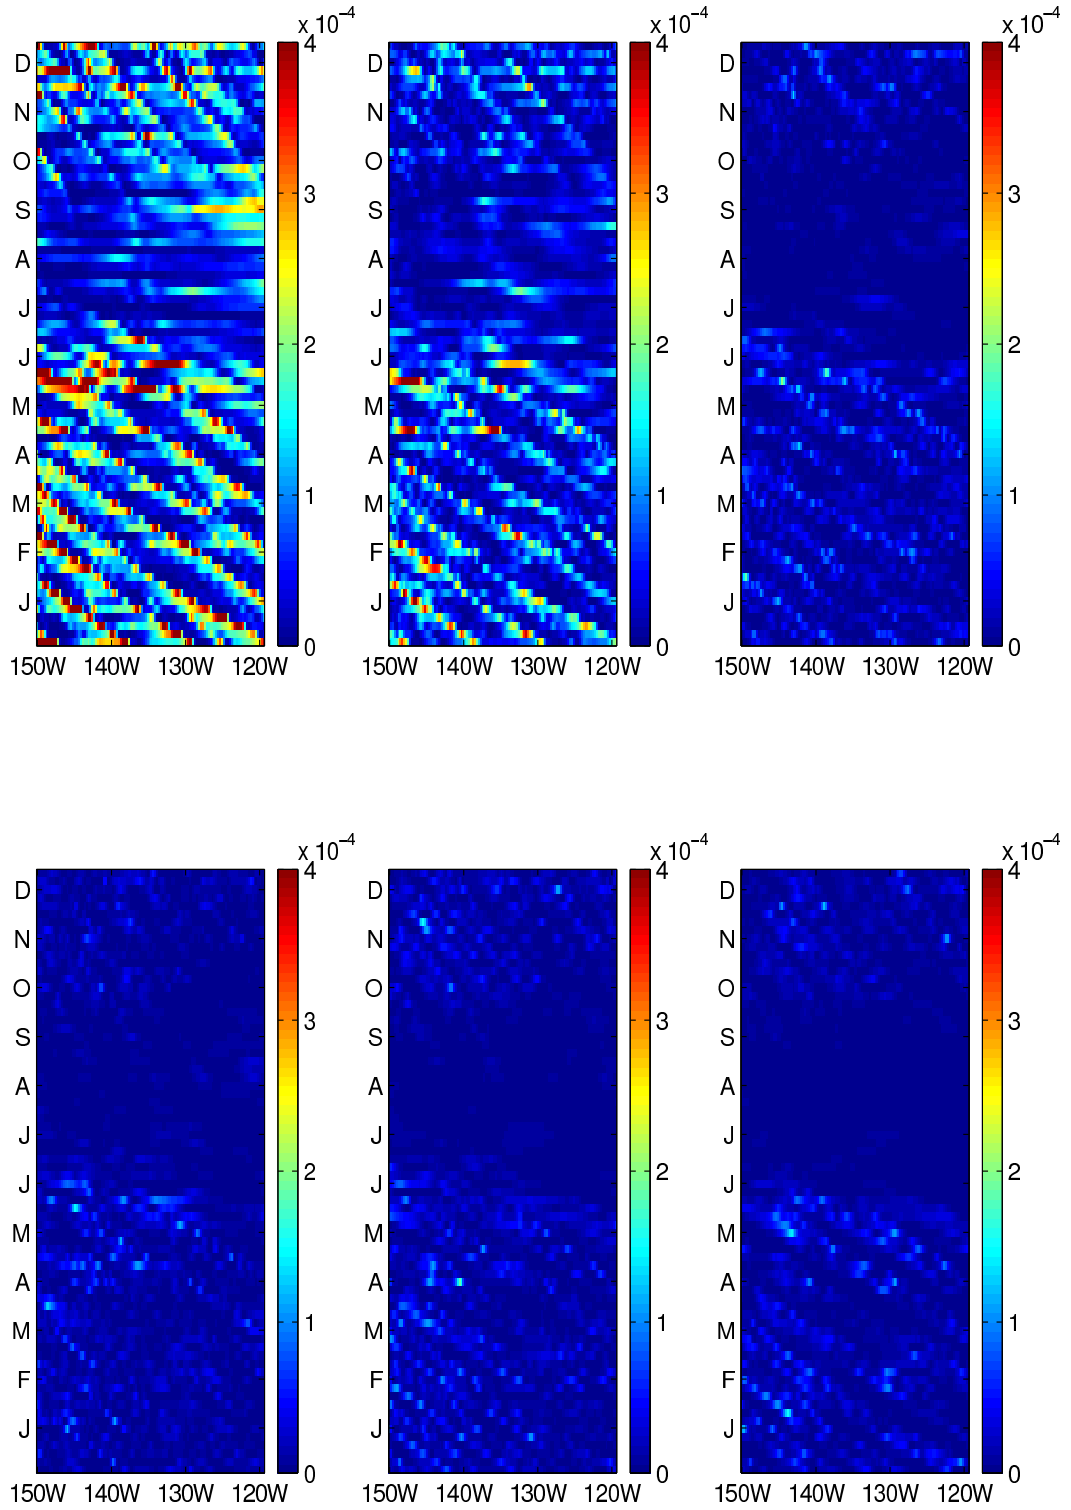 x 10⁻⁴ x 10⁻⁴ x 10⁻⁴
4 4 4
D D D
N N N
O O O
3 3 3
S S S
A A A
J J J
2 2 2
J J J
M M M
A A A
1 1 1
M M M
F F F
J J J
0 0 0
150W 140W 130W 120W 150W 140W 130W 120W 150W 140W 130W 120W
x 10⁻⁴ x 10⁻⁴ x 10⁻⁴
4 4 4
D D D
N N N
O O O
3 3 3
S S S
A A A
J J J
2 2 2
J J J
M M M
A A A
1 1 1
M M M
F F F
J J J
0 0 0
150W 140W 130W 120W 150W 140W 130W 120W 150W 140W 130W 120W